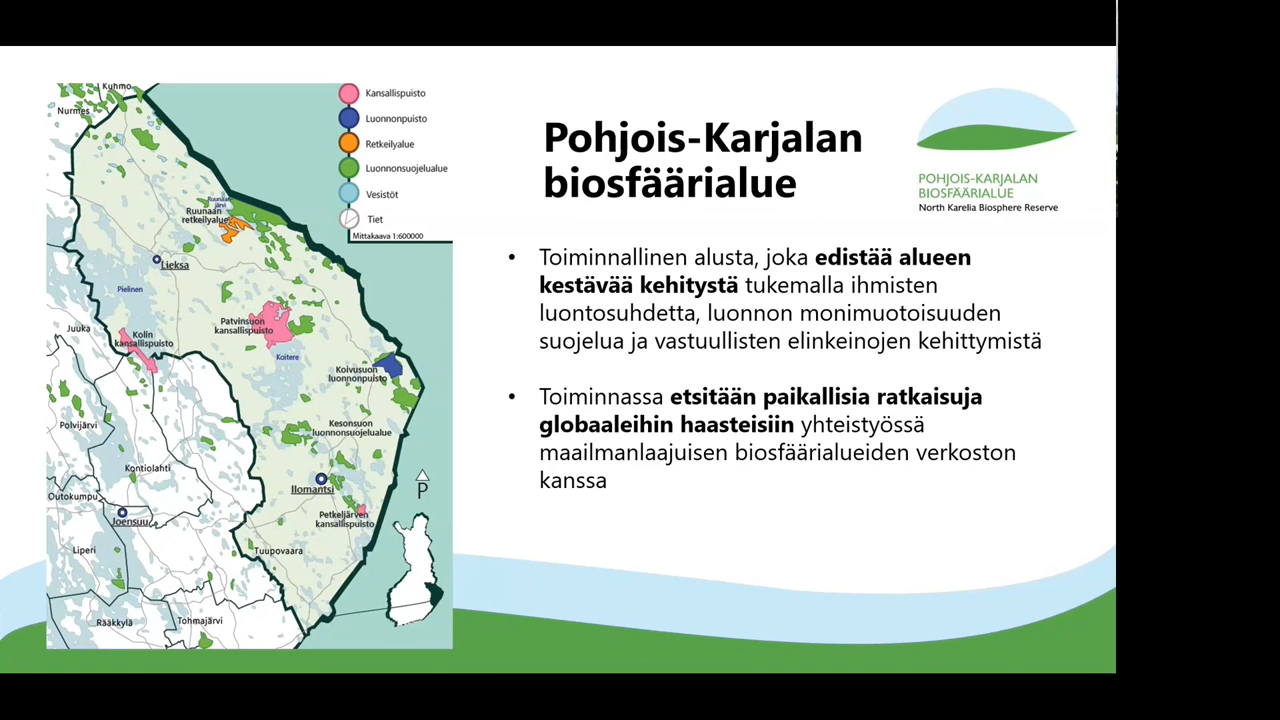 Kuhmo
Nurmes
Kansallispuisto
Luonnonpuisto
Retkeilyalue
Luonnonsuojelualue
Vesistöt
Tiet
Mittakaava 1:600000
Ruunaan
järvi
Ruunaan
retkeilyalue
Lieksa
Pielinen
Juuka
Kolin
kansallispuisto
Patvinsuon
kansallispuisto
Koitere
Koivusuon
luonnonpuisto
Kesonsuon
luonnonsuojelualue
Polvijärvi
Kontiolahti
Outokumpu
Joensuu
Ilomantsi
Petkeljärven
kansallispuisto
Liperi
Tuupovaara
Rääkkylä
Tohmajärvi
P
Pohjois-Karjalan
biosfäärialue
POHJOIS-KARJALAN
BIOSFÄÄRIALUE
North Karelia Biosphere Reserve
• Toiminnallinen alusta, joka edistää alueen
kestävää kehitystä tukemalla ihmisten
luontosuhdetta, luonnon monimuotoisuuden
suojelua ja vastuullisten elinkeinojen kehittymistä
• Toiminnassa etsitään paikallisia ratkaisuja
globaaleihin haasteisiin yhteistyössä
maailmanlaajuisen biosfäärialueiden verkoston
kanssa